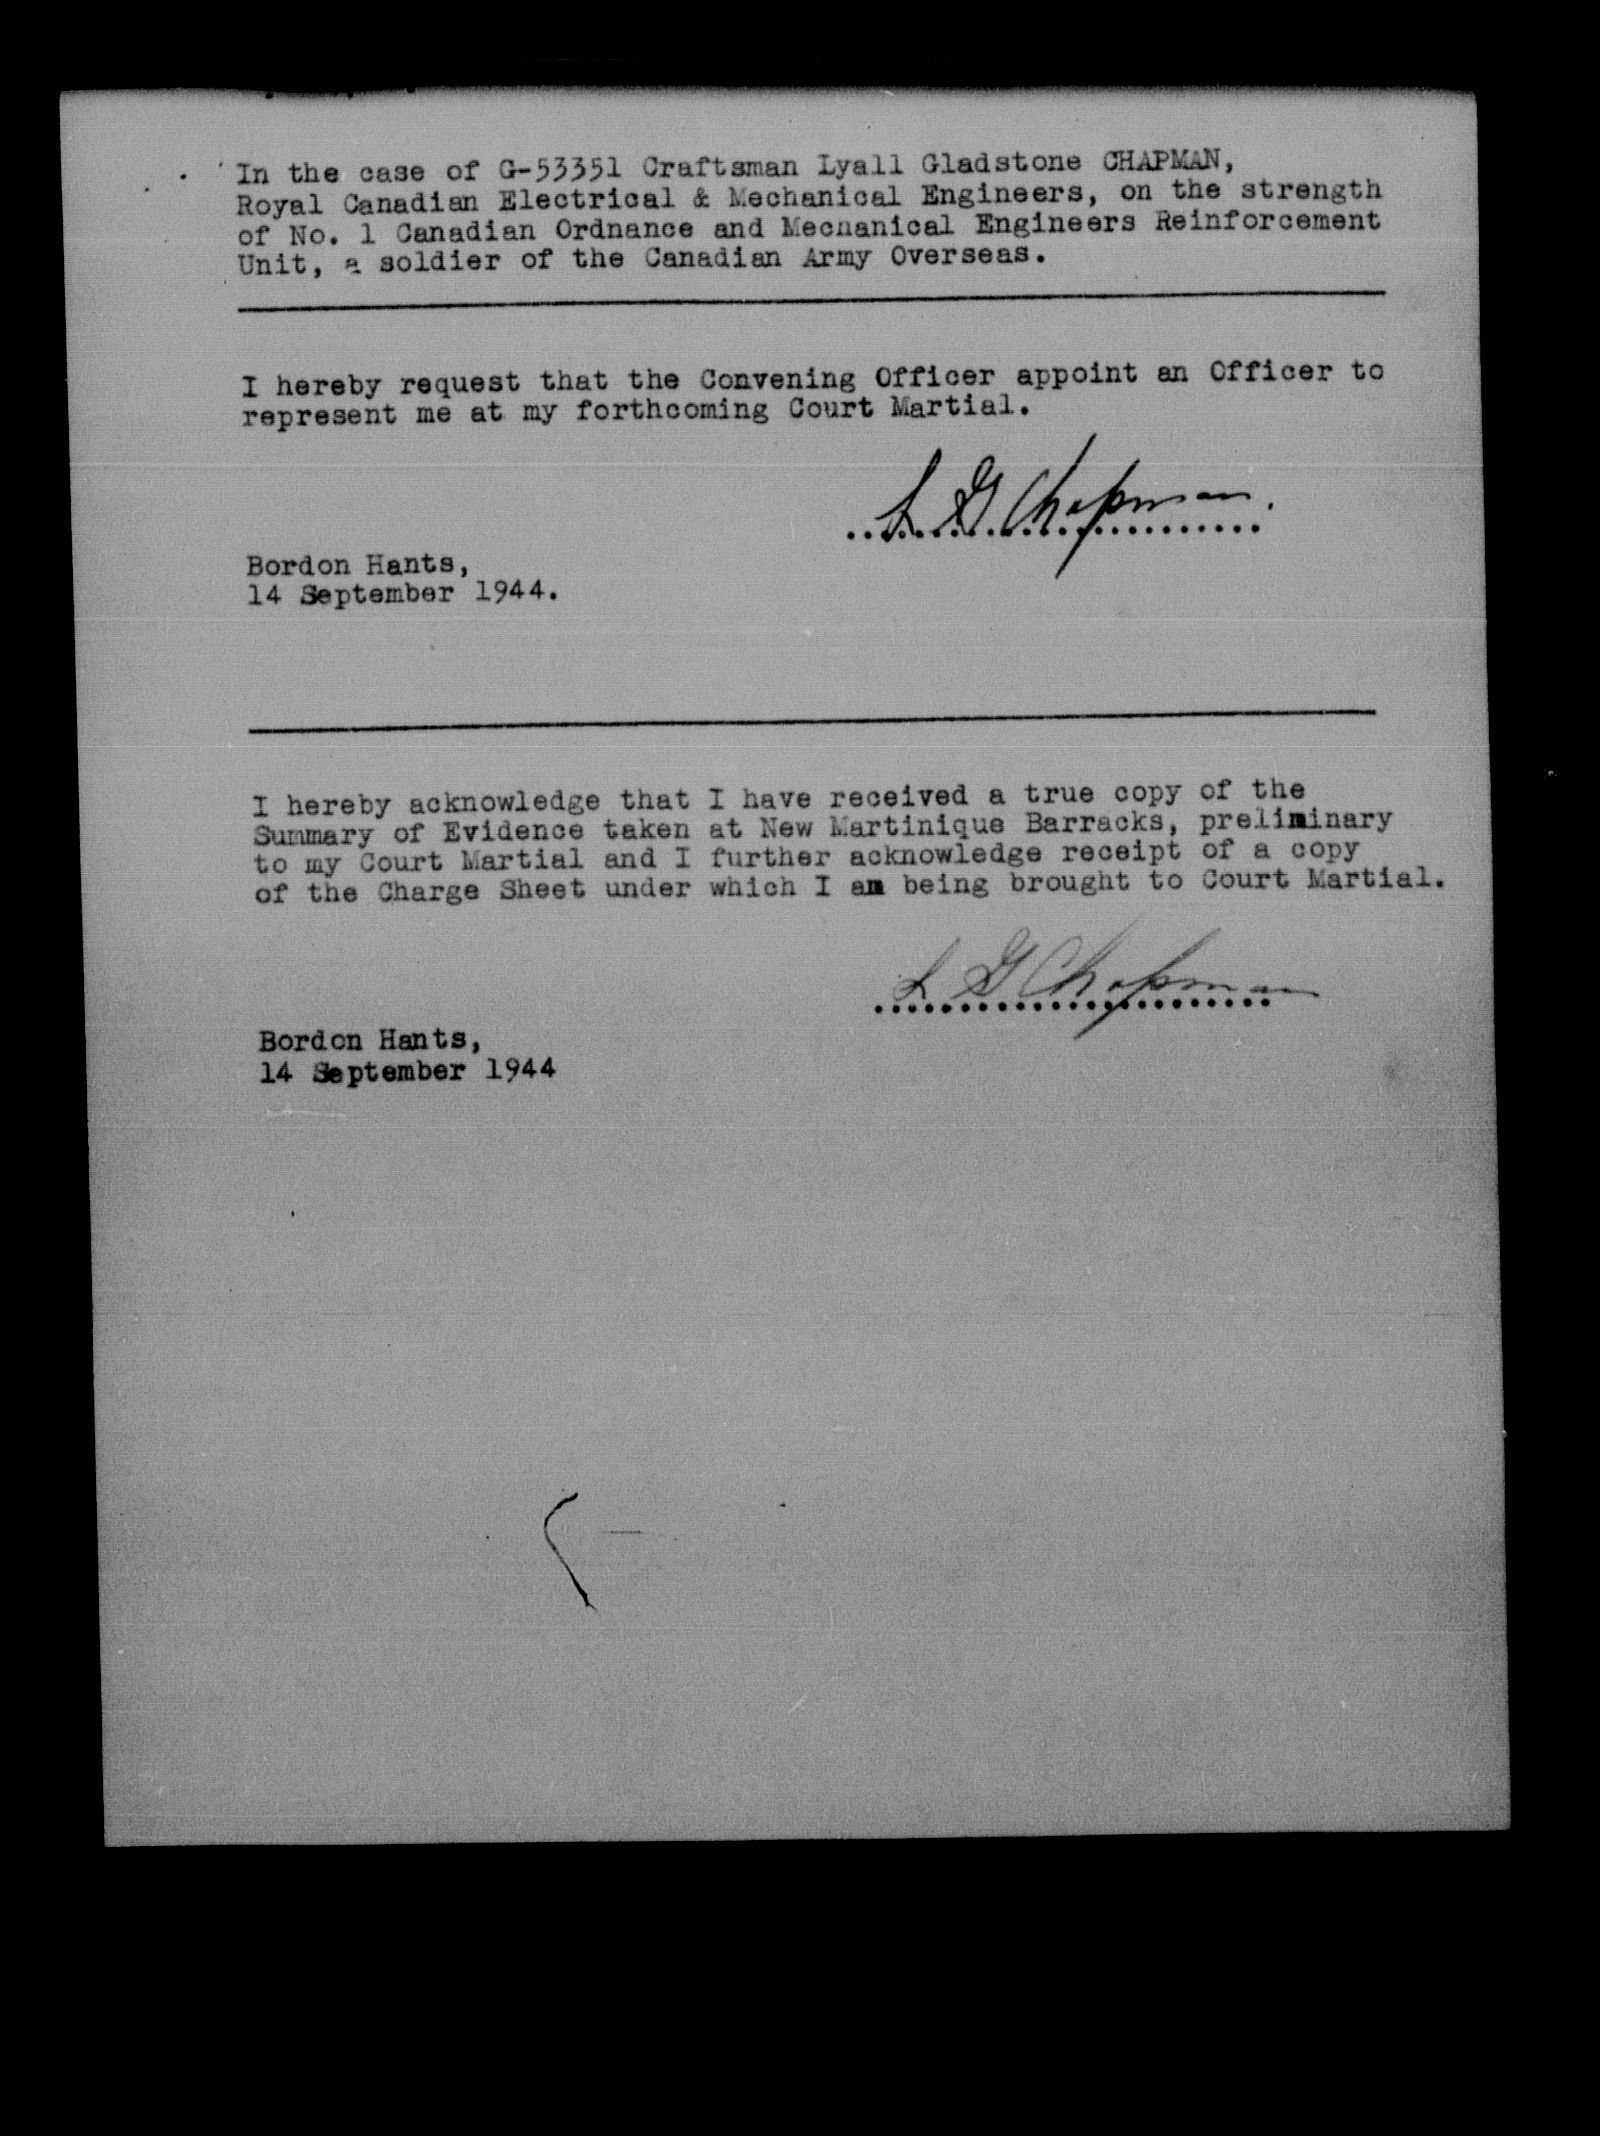 In the case of G-53351 Craftsman Lyall Gladstone CHAPMAN,
Royal Canadian Electrical & Mechanical Engineers, on the strength
of No. 1 Canadian Ordnance and Mechanical Engineers Reinforcement
Unit, a soldier of the Canadian Army Overseas.
I hereby request that the Convening Officer appoint an Officer to
represent me at my forthcoming Court Martial.
L G Chapman.
Bordon Hants,
14 September 1944.
I hereby acknowledge that I have received a true copy of the
Summary of Evidence taken at New Martinique Barracks, preliminary
to my Court Martial and I further acknowledge receipt of a copy
of the Charge Sheet under which I am being brought to Court Martial.
L G Chapman
Bordon Hants,
14 September 1944